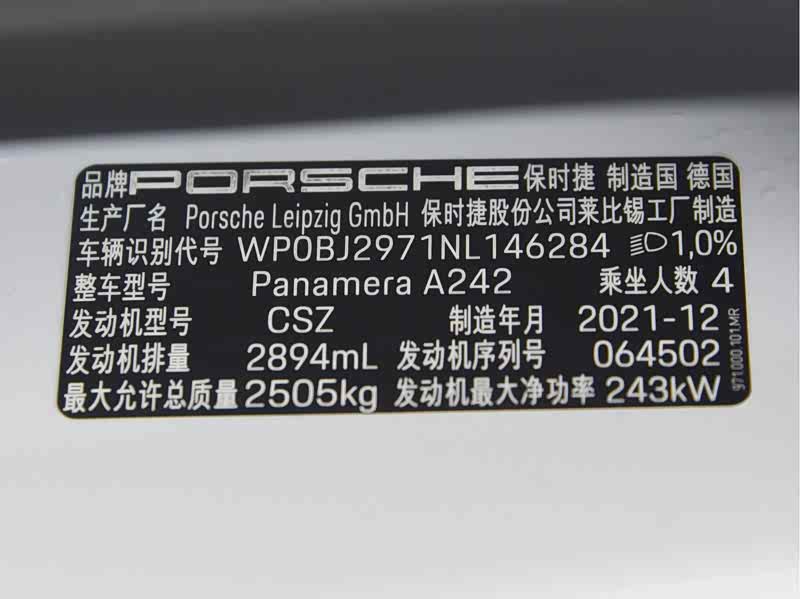 品牌 PORSCHE 保时捷 制造国 德国
生产厂名 Porsche Leipzig GmbH 保时捷股份公司莱比锡工厂制造
车辆识别代号 WP0BJ2971NL146284 1,0%
整车型号 Panamera A242 乘坐人数 4
发动机型号 CSZ 制造年月 2021-12
发动机排量 2894mL 发动机序列号 064502
最大允许总质量 2505kg 发动机最大净功率 243kW
971.000.101.MR